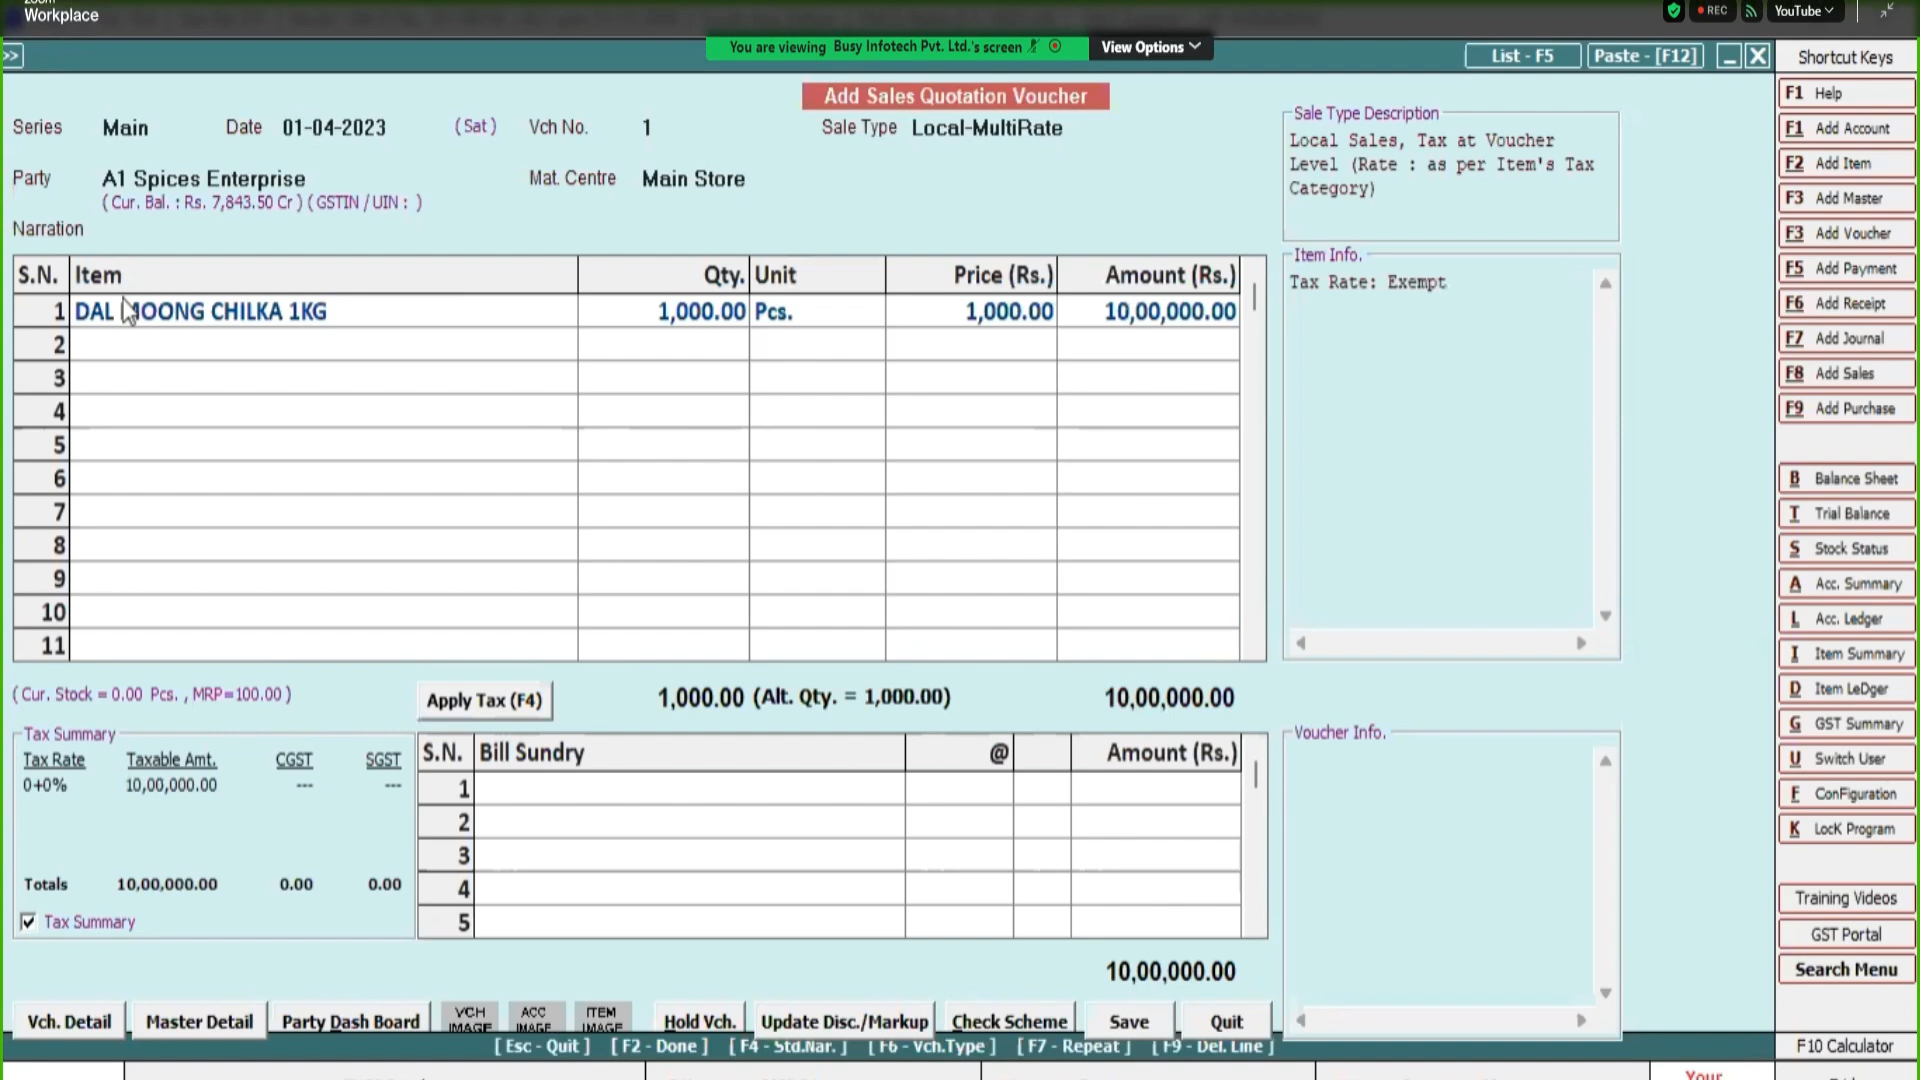 Workplace
REC
YouTube
You are viewing Busy Infotech Pvt. Ltd.'s screen
View Options
>>
List - F5
Paste - [F12]
Shortcut Keys
Add Sales Quotation Voucher
Series Main Date 01-04-2023 (Sat) Vch No. 1 Sale Type Local-MultiRate
Party A1 Spices Enterprise Mat. Centre Main Store
(Cur. Bal. : Rs. 7,843.50 Cr) (GSTIN / UIN : )
Narration
Sale Type Description
Local Sales, Tax at Voucher
Level (Rate : as per Item's Tax
Category)
S.N. Item Qty. Unit Price (Rs.) Amount (Rs.)
1 DAL MOONG CHILKA 1KG 1,000.00 Pcs. 1,000.00 10,00,000.00
2
3
4
5
6
7
8
9
10
11
Item Info.
Tax Rate: Exempt
(Cur. Stock = 0.00 Pcs. , MRP=100.00)
Apply Tax (F4)
1,000.00 (Alt. Qty. = 1,000.00) 10,00,000.00
Tax Summary
Tax Rate Taxable Amt. CGST SGST
0+0% 10,00,000.00 --- ---
Totals 10,00,000.00 0.00 0.00
Tax Summary
S.N. Bill Sundry @ Amount (Rs.)
1
2
3
4
5
10,00,000.00
Voucher Info.
Vch. Detail
Master Detail
Party Dash Board
VCH IMAGE
ACC IMAGE
ITEM IMAGE
Hold Vch.
Update Disc./Markup
Check Scheme
Save
Quit
[ Esc - Quit ] [ F2 - Done ] [ F4 - Std.Nar. ] [ F6 - Vch.Type ] [ F7 - Repeat ] [ F9 - Del. Line ]
F1 Help
F1 Add Account
F2 Add Item
F3 Add Master
F3 Add Voucher
F5 Add Payment
F6 Add Receipt
F7 Add Journal
F8 Add Sales
F9 Add Purchase
B Balance Sheet
T Trial Balance
S Stock Status
A Acc. Summary
L Acc. Ledger
I Item Summary
D Item LeDger
G GST Summary
U Switch User
F ConFiguration
K LocK Program
Training Videos
GST Portal
Search Menu
F10 Calculator
Your